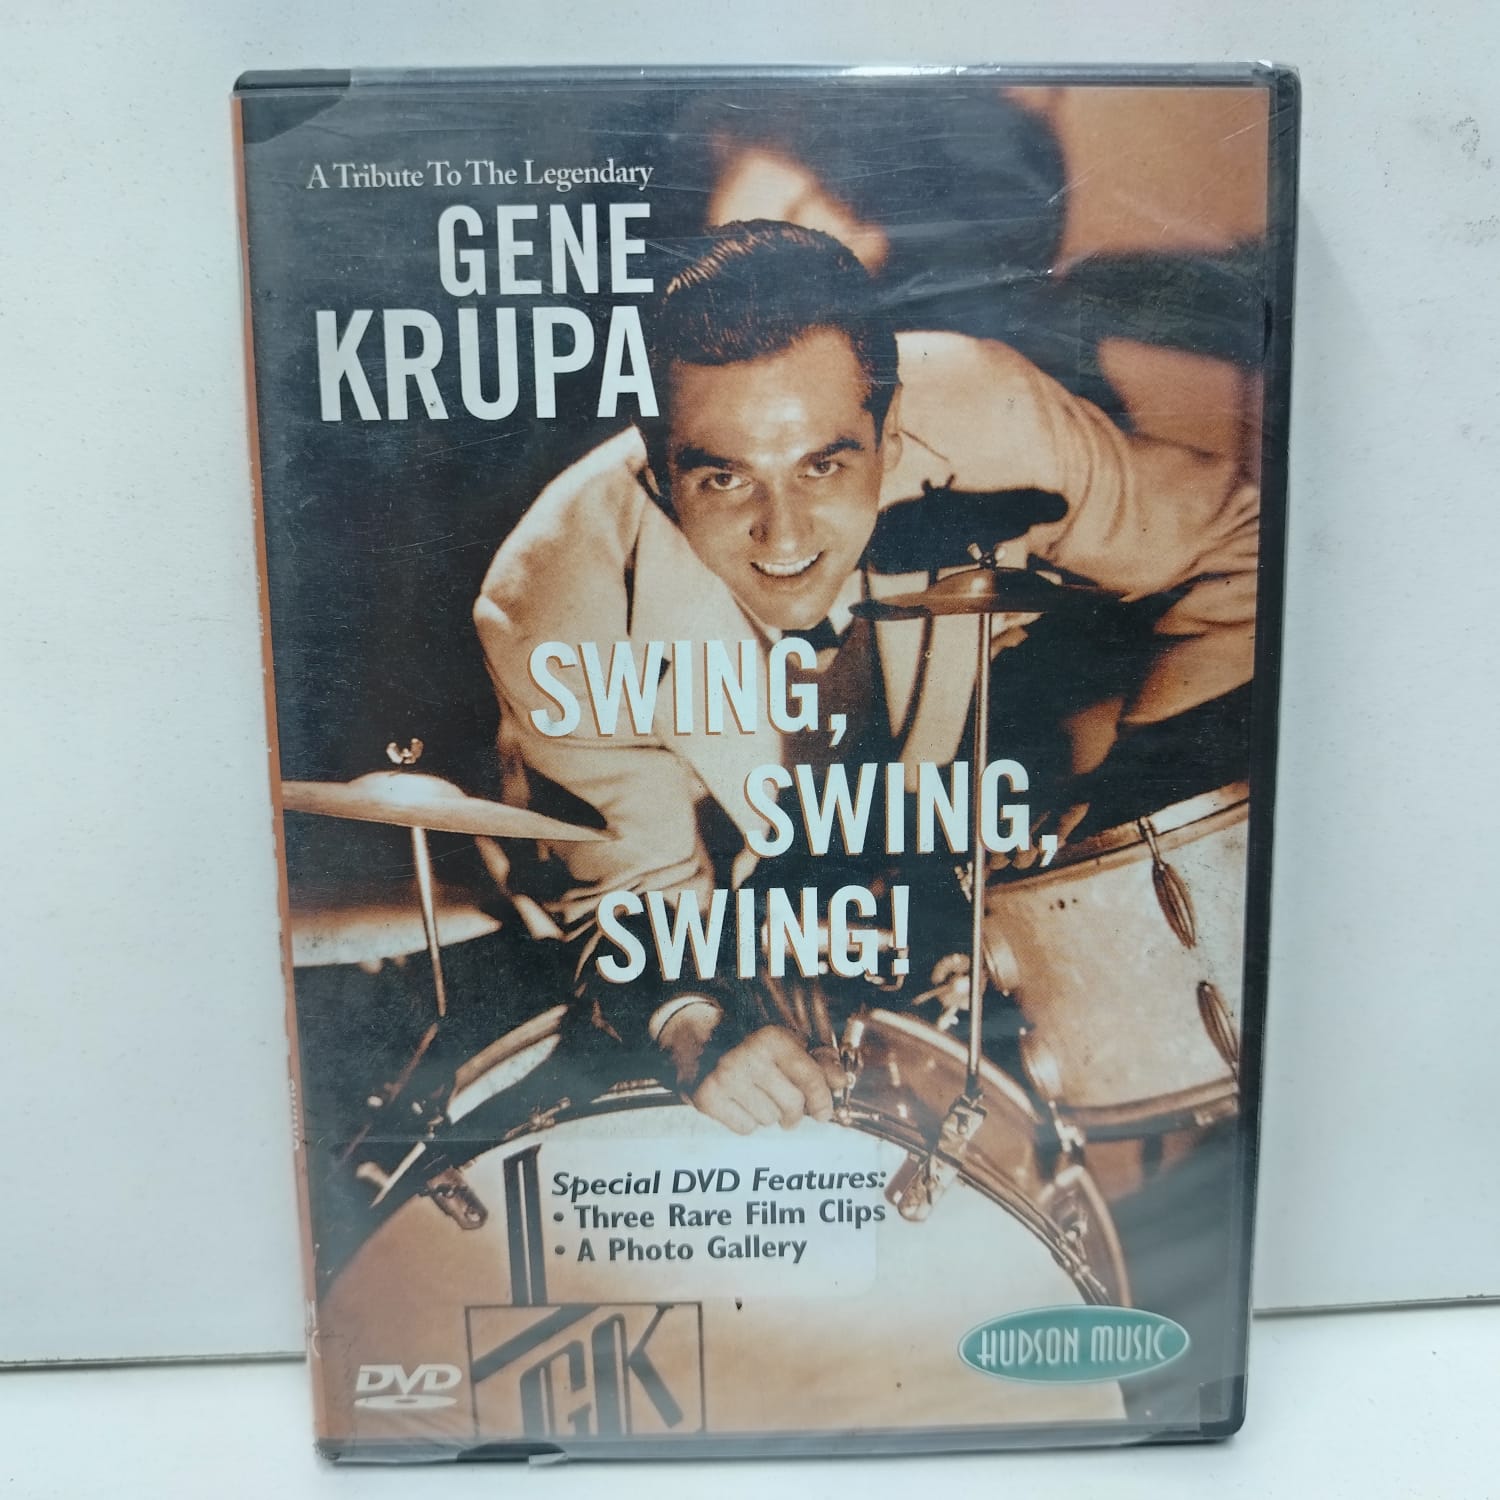 A Tribute To The Legendary
GENE
KRUPA
SWING,
SWING,
SWING!
Special DVD Features:
• Three Rare Film Clips
• A Photo Gallery
GK
DVD
HUDSON MUSIC